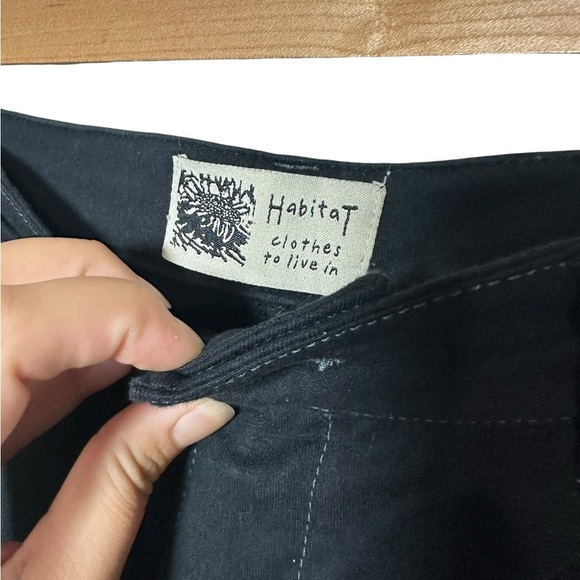 HabitaT
clothes
to live in